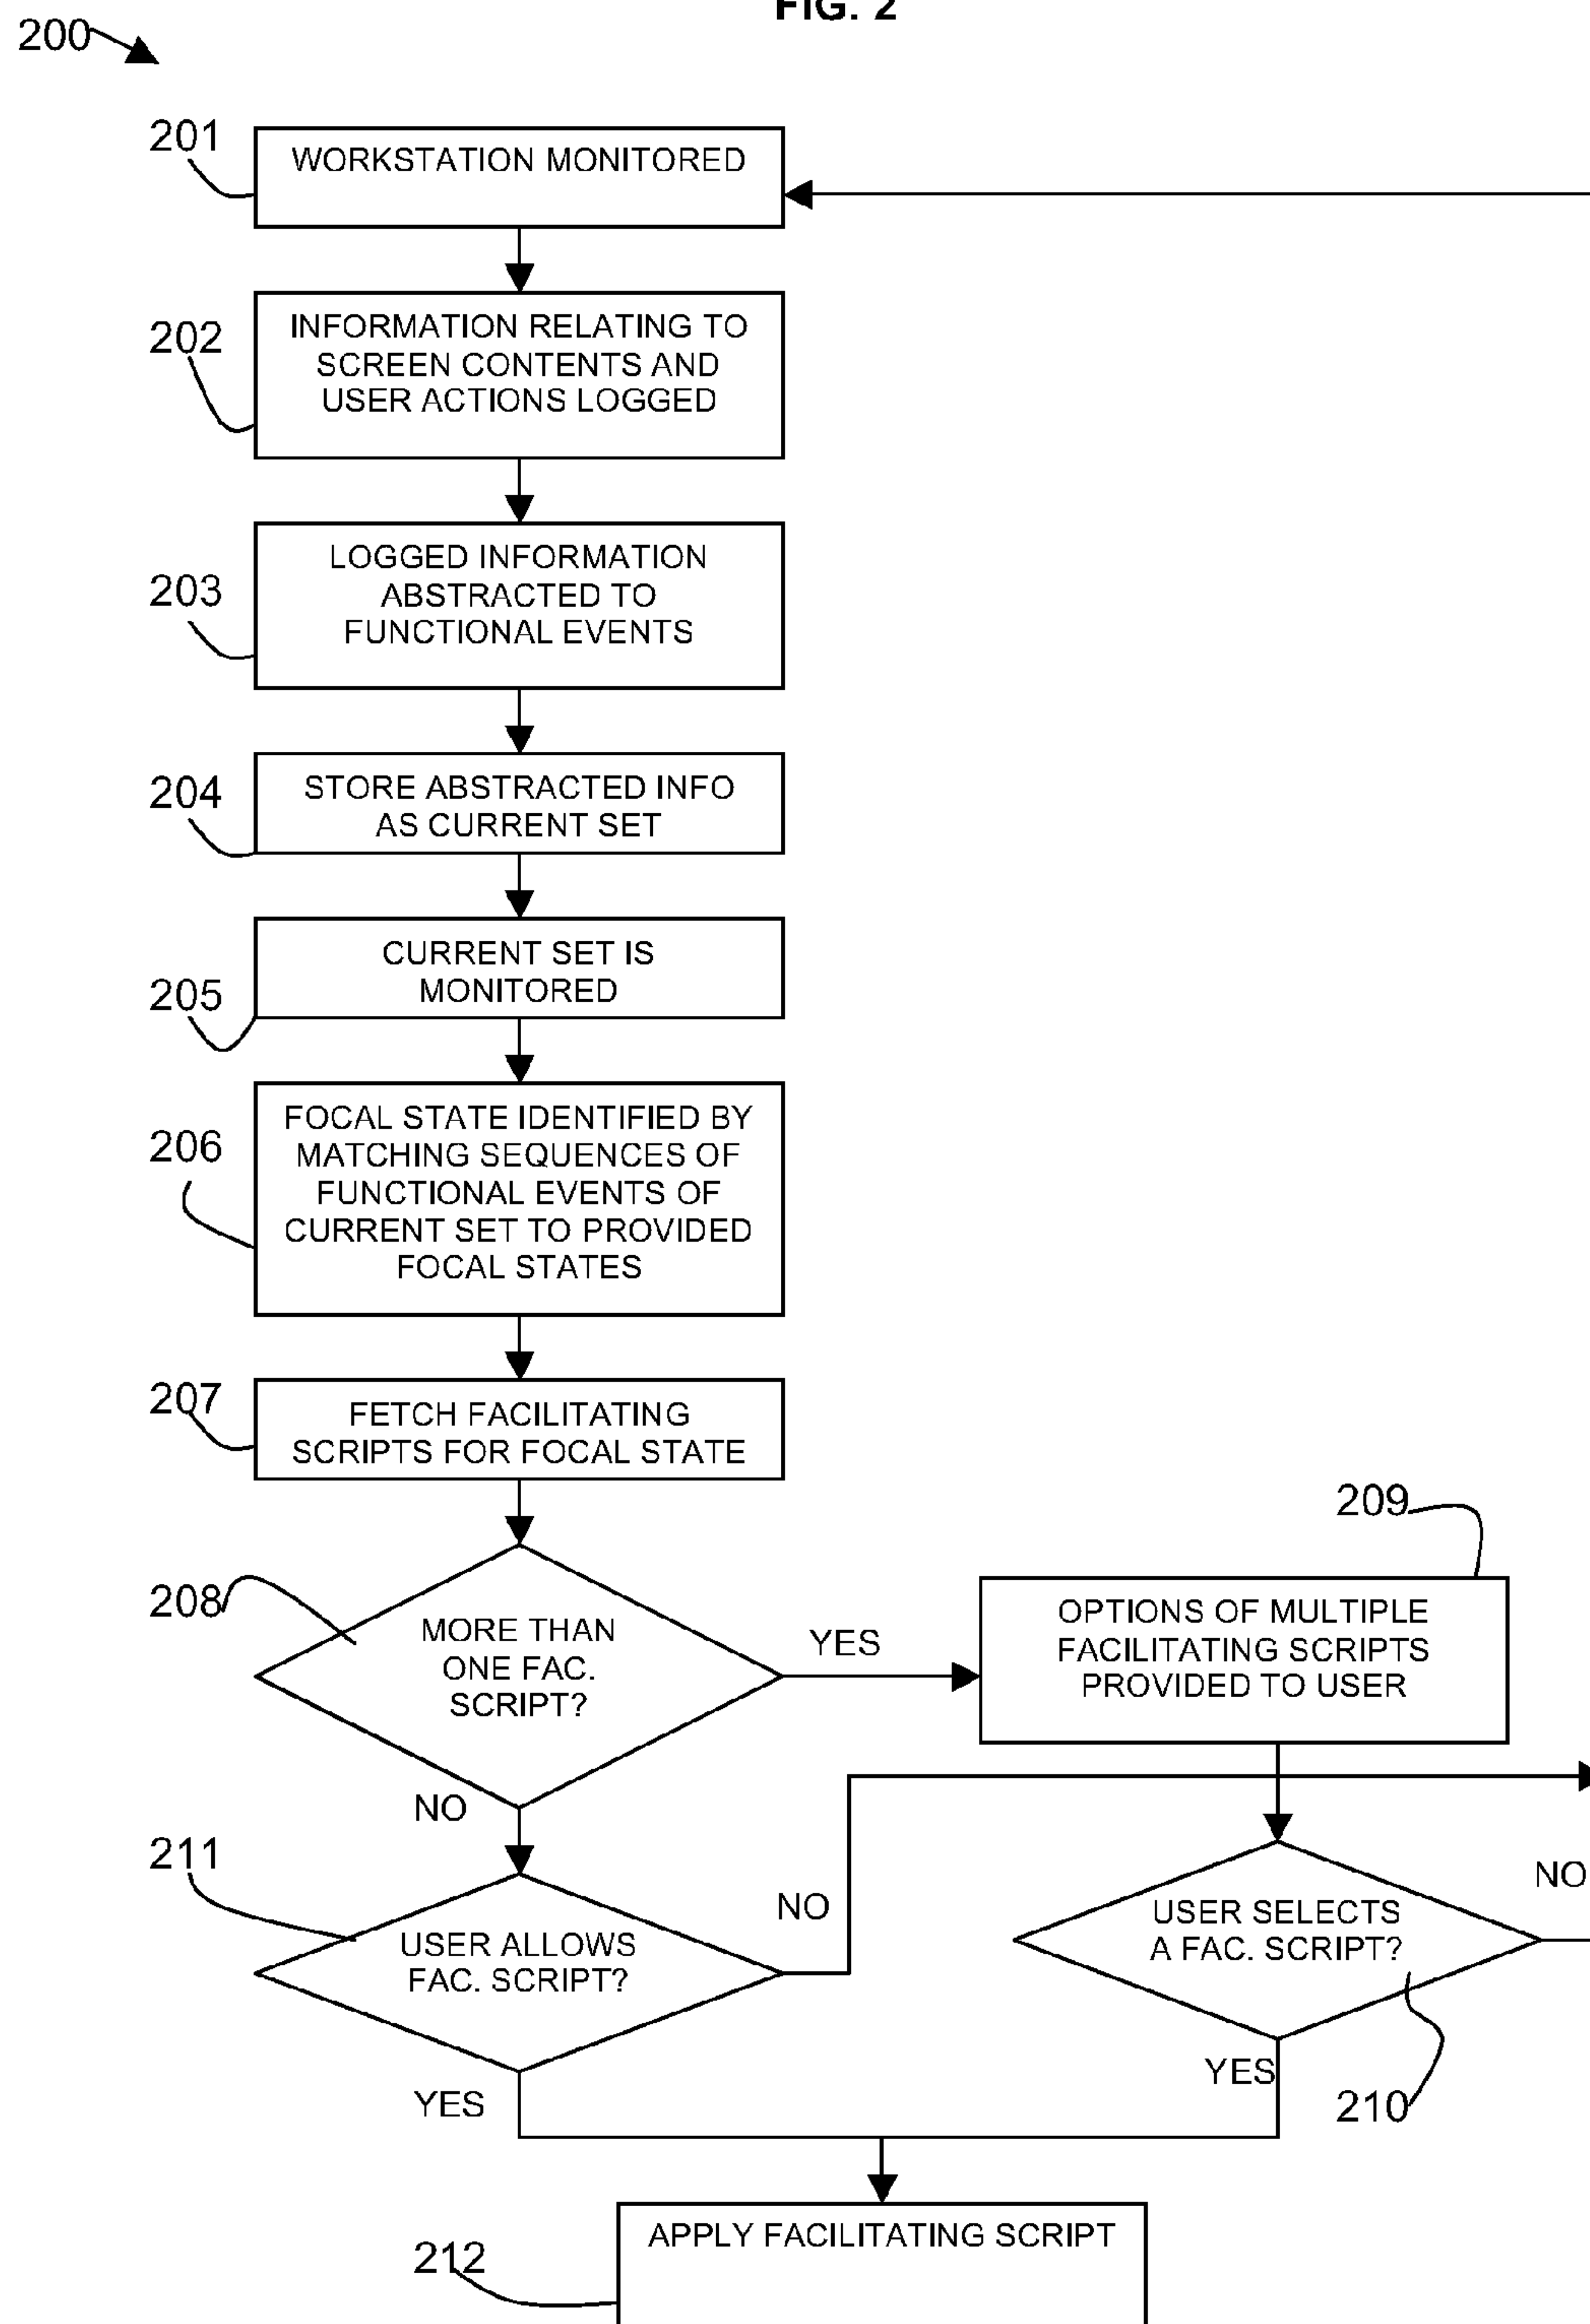 FIG. 2
200
201
WORKSTATION MONITORED
202
INFORMATION RELATING TO
SCREEN CONTENTS AND
USER ACTIONS LOGGED
203
LOGGED INFORMATION
ABSTRACTED TO
FUNCTIONAL EVENTS
204
STORE ABSTRACTED INFO
AS CURRENT SET
205
CURRENT SET IS
MONITORED
206
FOCAL STATE IDENTIFIED BY
MATCHING SEQUENCES OF
FUNCTIONAL EVENTS OF
CURRENT SET TO PROVIDED
FOCAL STATES
207
FETCH FACILITATING
SCRIPTS FOR FOCAL STATE
208
MORE THAN
ONE FAC.
SCRIPT?
YES
209
OPTIONS OF MULTIPLE
FACILITATING SCRIPTS
PROVIDED TO USER
NO
211
USER ALLOWS
FAC. SCRIPT?
NO
USER SELECTS
A FAC. SCRIPT?
NO
YES
YES
210
212
APPLY FACILITATING SCRIPT